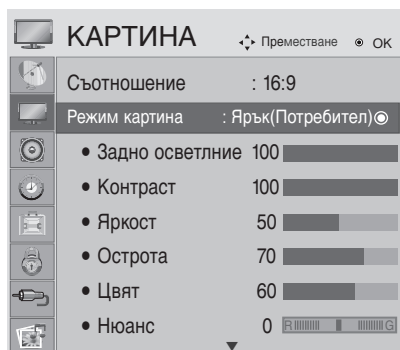 КАРТИНА Преместване OK
Съотношение : 16:9
Режим картина : Ярък(Потребител)
• Задно осветлние 100
• Контраст 100
• Яркост 50
• Острота 70
• Цвят 60
• Нюанс 0 R G